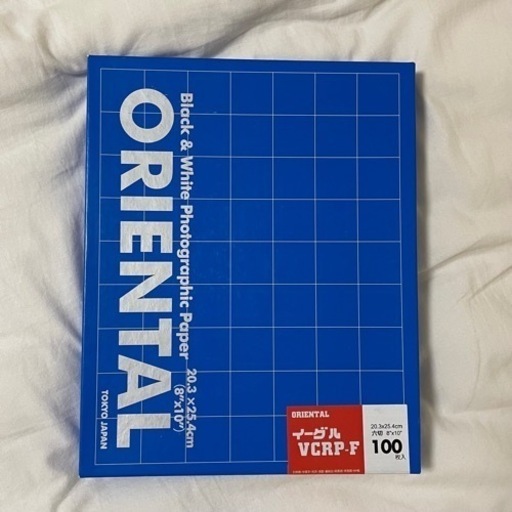 ORIENTAL
Black & White Photographic Paper 20.3×25.4cm
(8"x10")
TOKYO JAPAN
ORIENTAL
イーグル
VCRP-F
20.3x25.4cm
六切 8"x10"
100
枚入